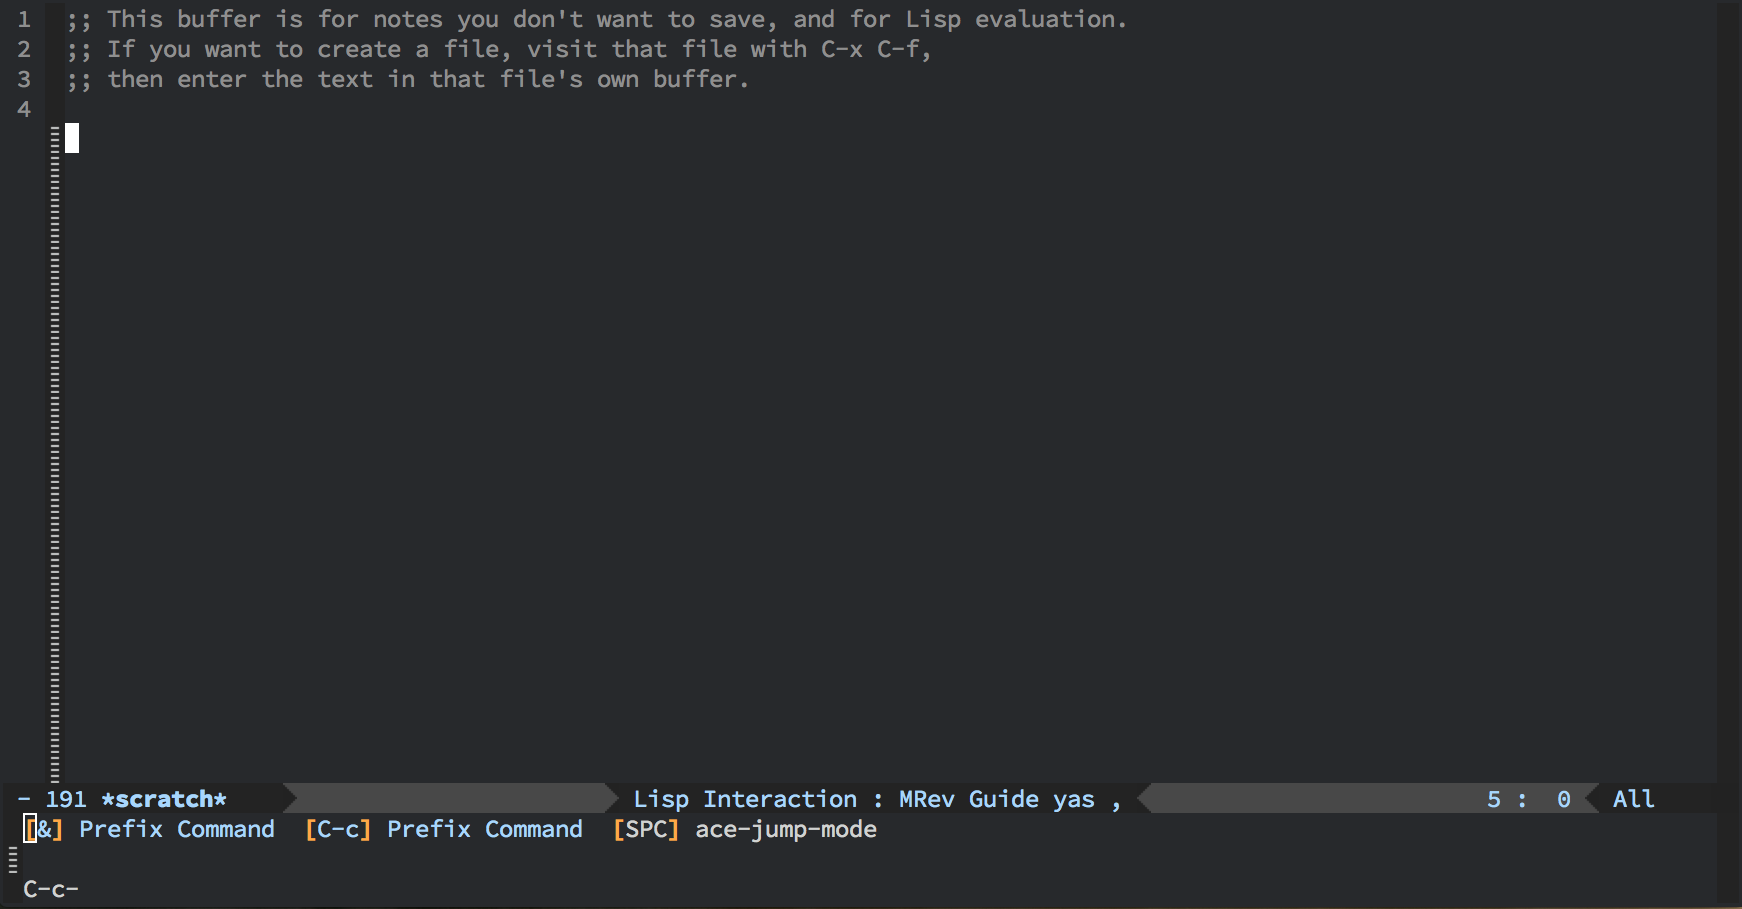 1 ;; This buffer is for notes you don't want to save, and for Lisp evaluation.
2 ;; If you want to create a file, visit that file with C-x C-f,
3 ;; then enter the text in that file's own buffer.
4
- 191 *scratch* Lisp Interaction : MRev Guide yas , 5 : 0 All
[&] Prefix Command [C-c] Prefix Command [SPC] ace-jump-mode
C-c-